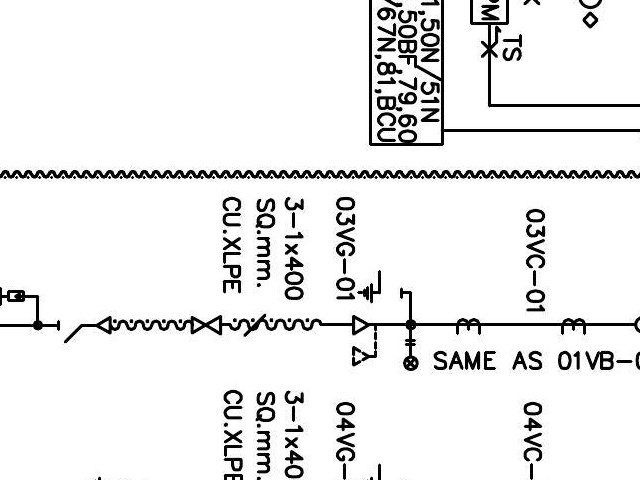 1,50N/51N
,50BF,79,60
/67N,81,BCU
PM
TS
03VG-01
3-1x400
SQ.mm.
CU.XLPE
03VC-01
SAME AS 01VB-0
04VG-
3-1x40
SQ.mm.
CU.XLPE
04VC-